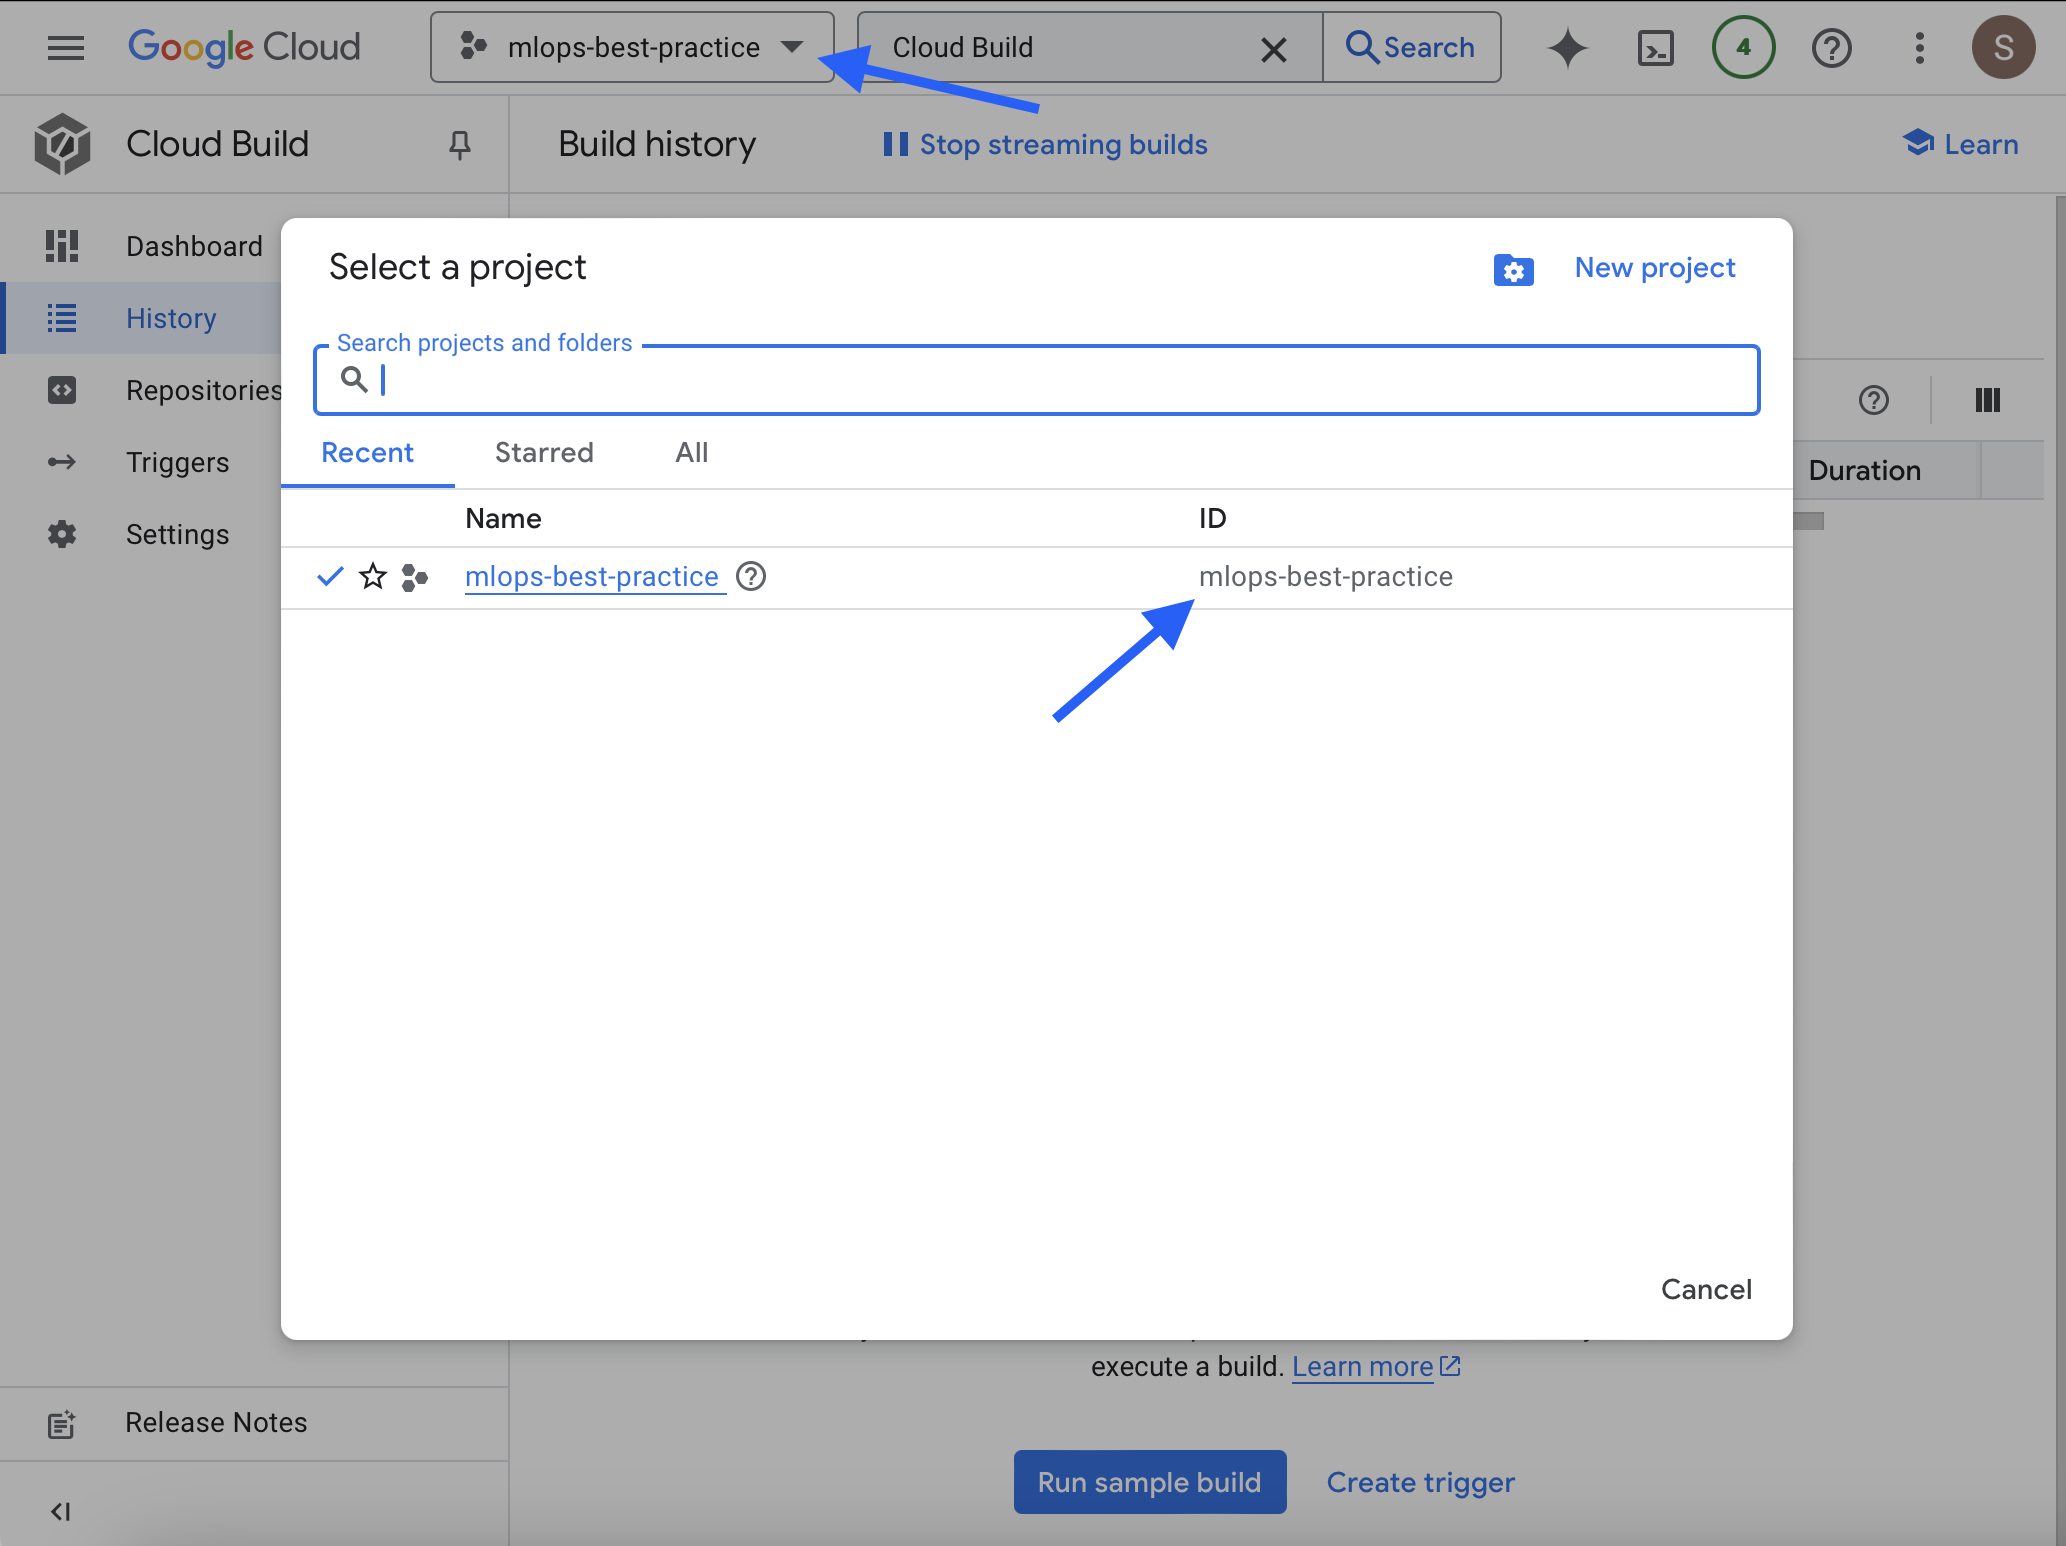 Google Cloud
mlops-best-practice
Cloud Build
Search
4
S
Cloud Build
Build history
Stop streaming builds
Learn
Dashboard
History
Repositories
Triggers
Settings
Select a project
New project
Search projects and folders
Recent
Starred
All
Name
ID
mlops-best-practice
mlops-best-practice
Duration
Cancel
execute a build. Learn more
Run sample build
Create trigger
Release Notes